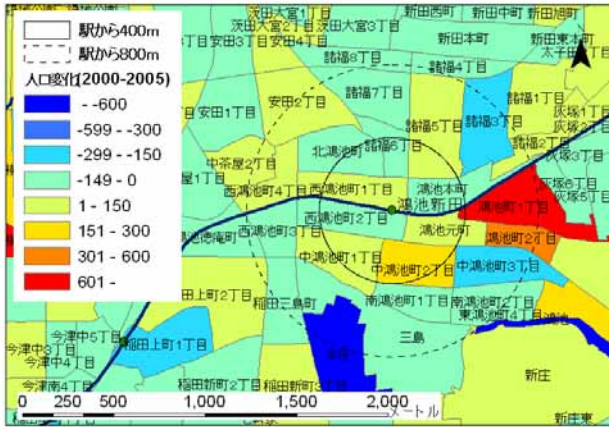 駅から400m
駅から800m
人口変化(2000-2005)
- -600
-599 - -300
-299 - -150
-149 - 0
1 - 150
151 - 300
301 - 600
601 -
茨田大宮1丁目
茨田大宮2丁目
茨田大宮3丁目
安田3丁目
安田4丁目
新田西町
新田中町
新田旭町
新田本町
新田東本町
諸福8丁目
諸福4丁目
諸福7丁目
安田2丁目
安田1丁目
諸福1丁目
諸福3丁目
諸福5丁目
諸福2丁目
灰塚1丁目
灰塚2丁目
灰塚3丁目
諸福6丁目
北鴻池町
中茶屋2丁目
灰塚6丁目
灰塚5丁目
西鴻池町4丁目
西鴻池町1丁目
鴻池本町
鴻池新田
鴻池町1丁目
西鴻池町2丁目
西鴻池町3丁目
鴻池徳庵町
鴻池元町
鴻池町2丁目
中鴻池町1丁目
中鴻池町2丁目
中鴻池町3丁目
稲田上町2丁目
稲田三島町
南鴻池町1丁目
南鴻池町2丁目
東鴻池町4丁目
今津中5丁目
今津中3丁目
今津中4丁目
稲田上町1丁目
三島
新庄
今津南4丁目
稲田新町2丁目
稲田新町3丁目
新庄東
0 250 500 1,000 1,500 2,000 メートル